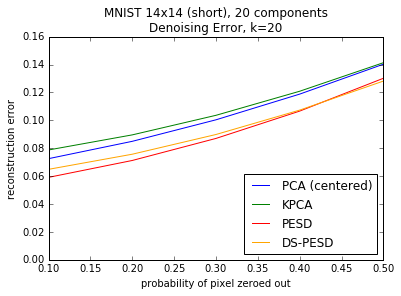 MNIST 14x14 (short), 20 components
Denoising Error, k=20
reconstruction error
0.16
0.14
0.12
0.10
0.08
0.06
0.04
0.02
0.00
PCA (centered)
KPCA
PESD
DS-PESD
0.10 0.15 0.20 0.25 0.30 0.35 0.40 0.45 0.50
probability of pixel zeroed out